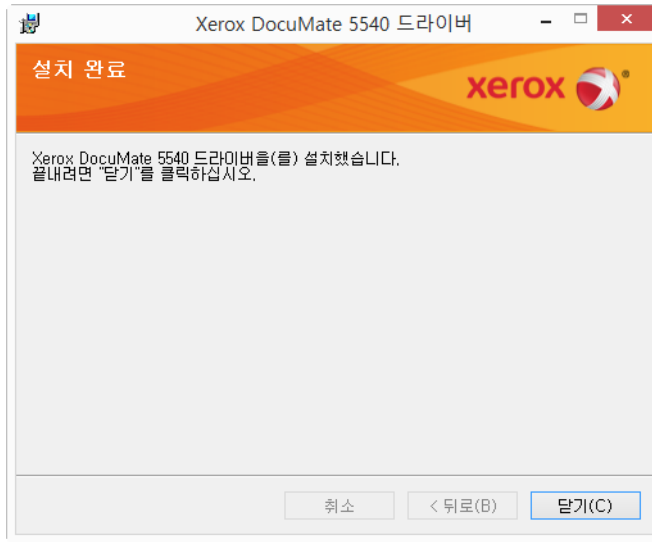 Xerox DocuMate 5540 드라이버
설치 완료
xerox
Xerox DocuMate 5540 드라이버을(를) 설치했습니다.
끝내려면 "닫기"를 클릭하십시오.
취소
< 뒤로(B)
닫기(C)